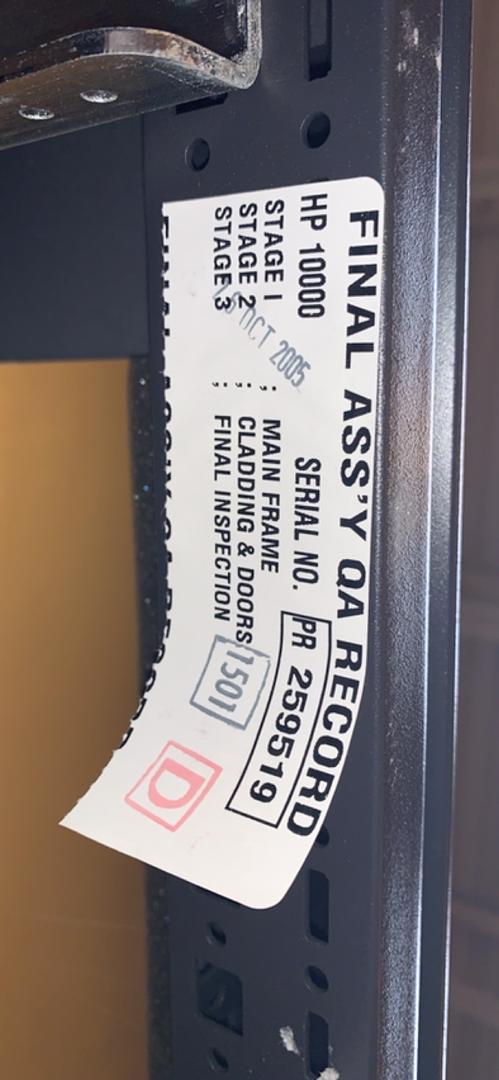 FINAL ASS'Y QA RECORD
HP 10000 SERIAL NO. PR 259519
STAGE 1 ; MAIN FRAME
STAGE 2 ; CLADDING & DOORS
STAGE 3 ; FINAL INSPECTION
OCT 2005
1501
D